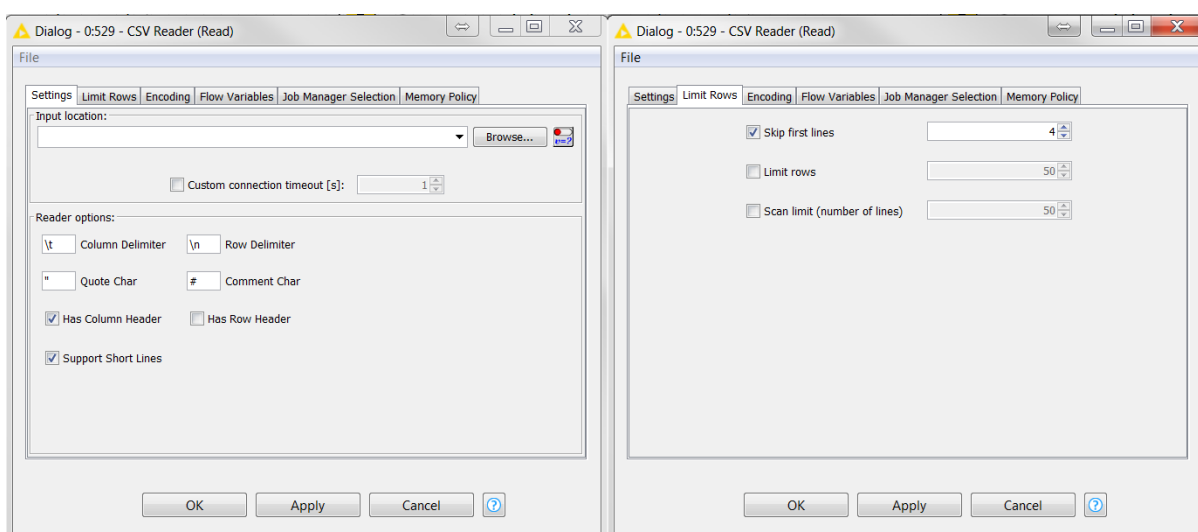 Dialog - 0:529 - CSV Reader (Read)
File
Settings Limit Rows Encoding Flow Variables Job Manager Selection Memory Policy
Input location:
Browse...
v=?
Custom connection timeout [s]: 1
Reader options:
\t Column Delimiter \n Row Delimiter
" Quote Char # Comment Char
Has Column Header Has Row Header
Support Short Lines
OK Apply Cancel ?
Dialog - 0:529 - CSV Reader (Read)
File
Settings Limit Rows Encoding Flow Variables Job Manager Selection Memory Policy
Skip first lines 4
Limit rows 50
Scan limit (number of lines) 50
OK Apply Cancel ?